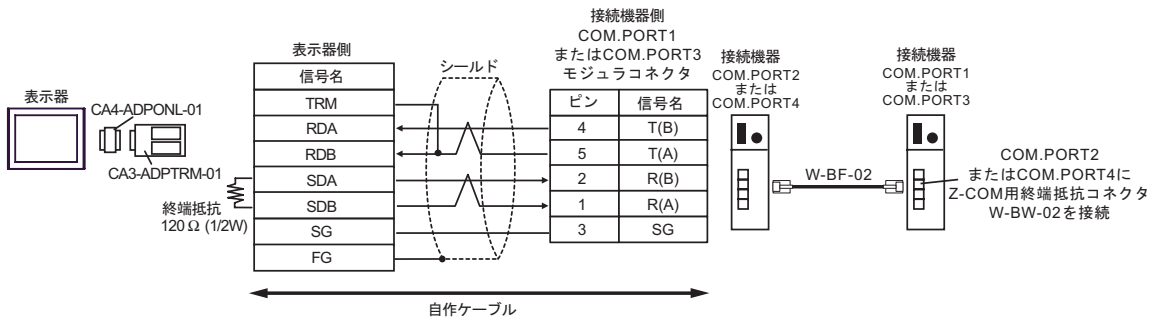 表示器
CA4-ADPONL-01
CA3-ADPTRM-01
終端抵抗
120 Ω (1/2W)
表示器側
信号名
TRM
RDA
RDB
SDA
SDB
SG
FG
シールド
接続機器側
COM.PORT1
またはCOM.PORT3
モジュラコネクタ
ピン 信号名
4 T(B)
5 T(A)
2 R(B)
1 R(A)
3 SG
自作ケーブル
接続機器
COM.PORT2
または
COM.PORT4
W-BF-02
接続機器
COM.PORT1
または
COM.PORT3
COM.PORT2
またはCOM.PORT4に
Z-COM用終端抵抗コネクタ
W-BW-02を接続